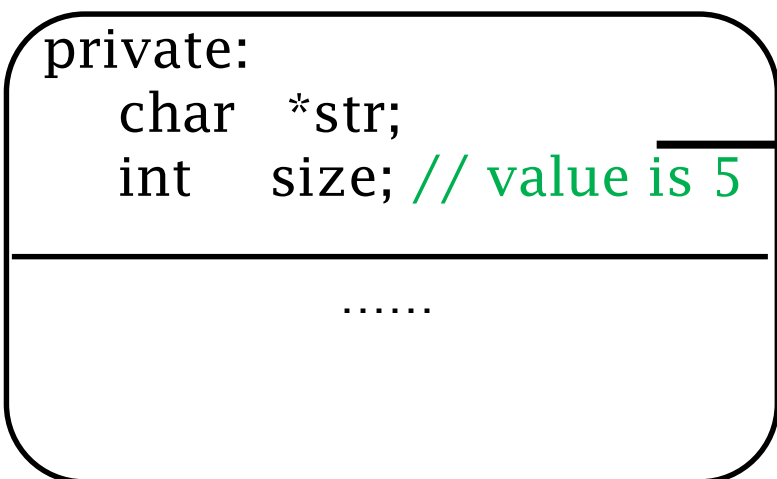 private:
char *str;
int size; // value is 5
......